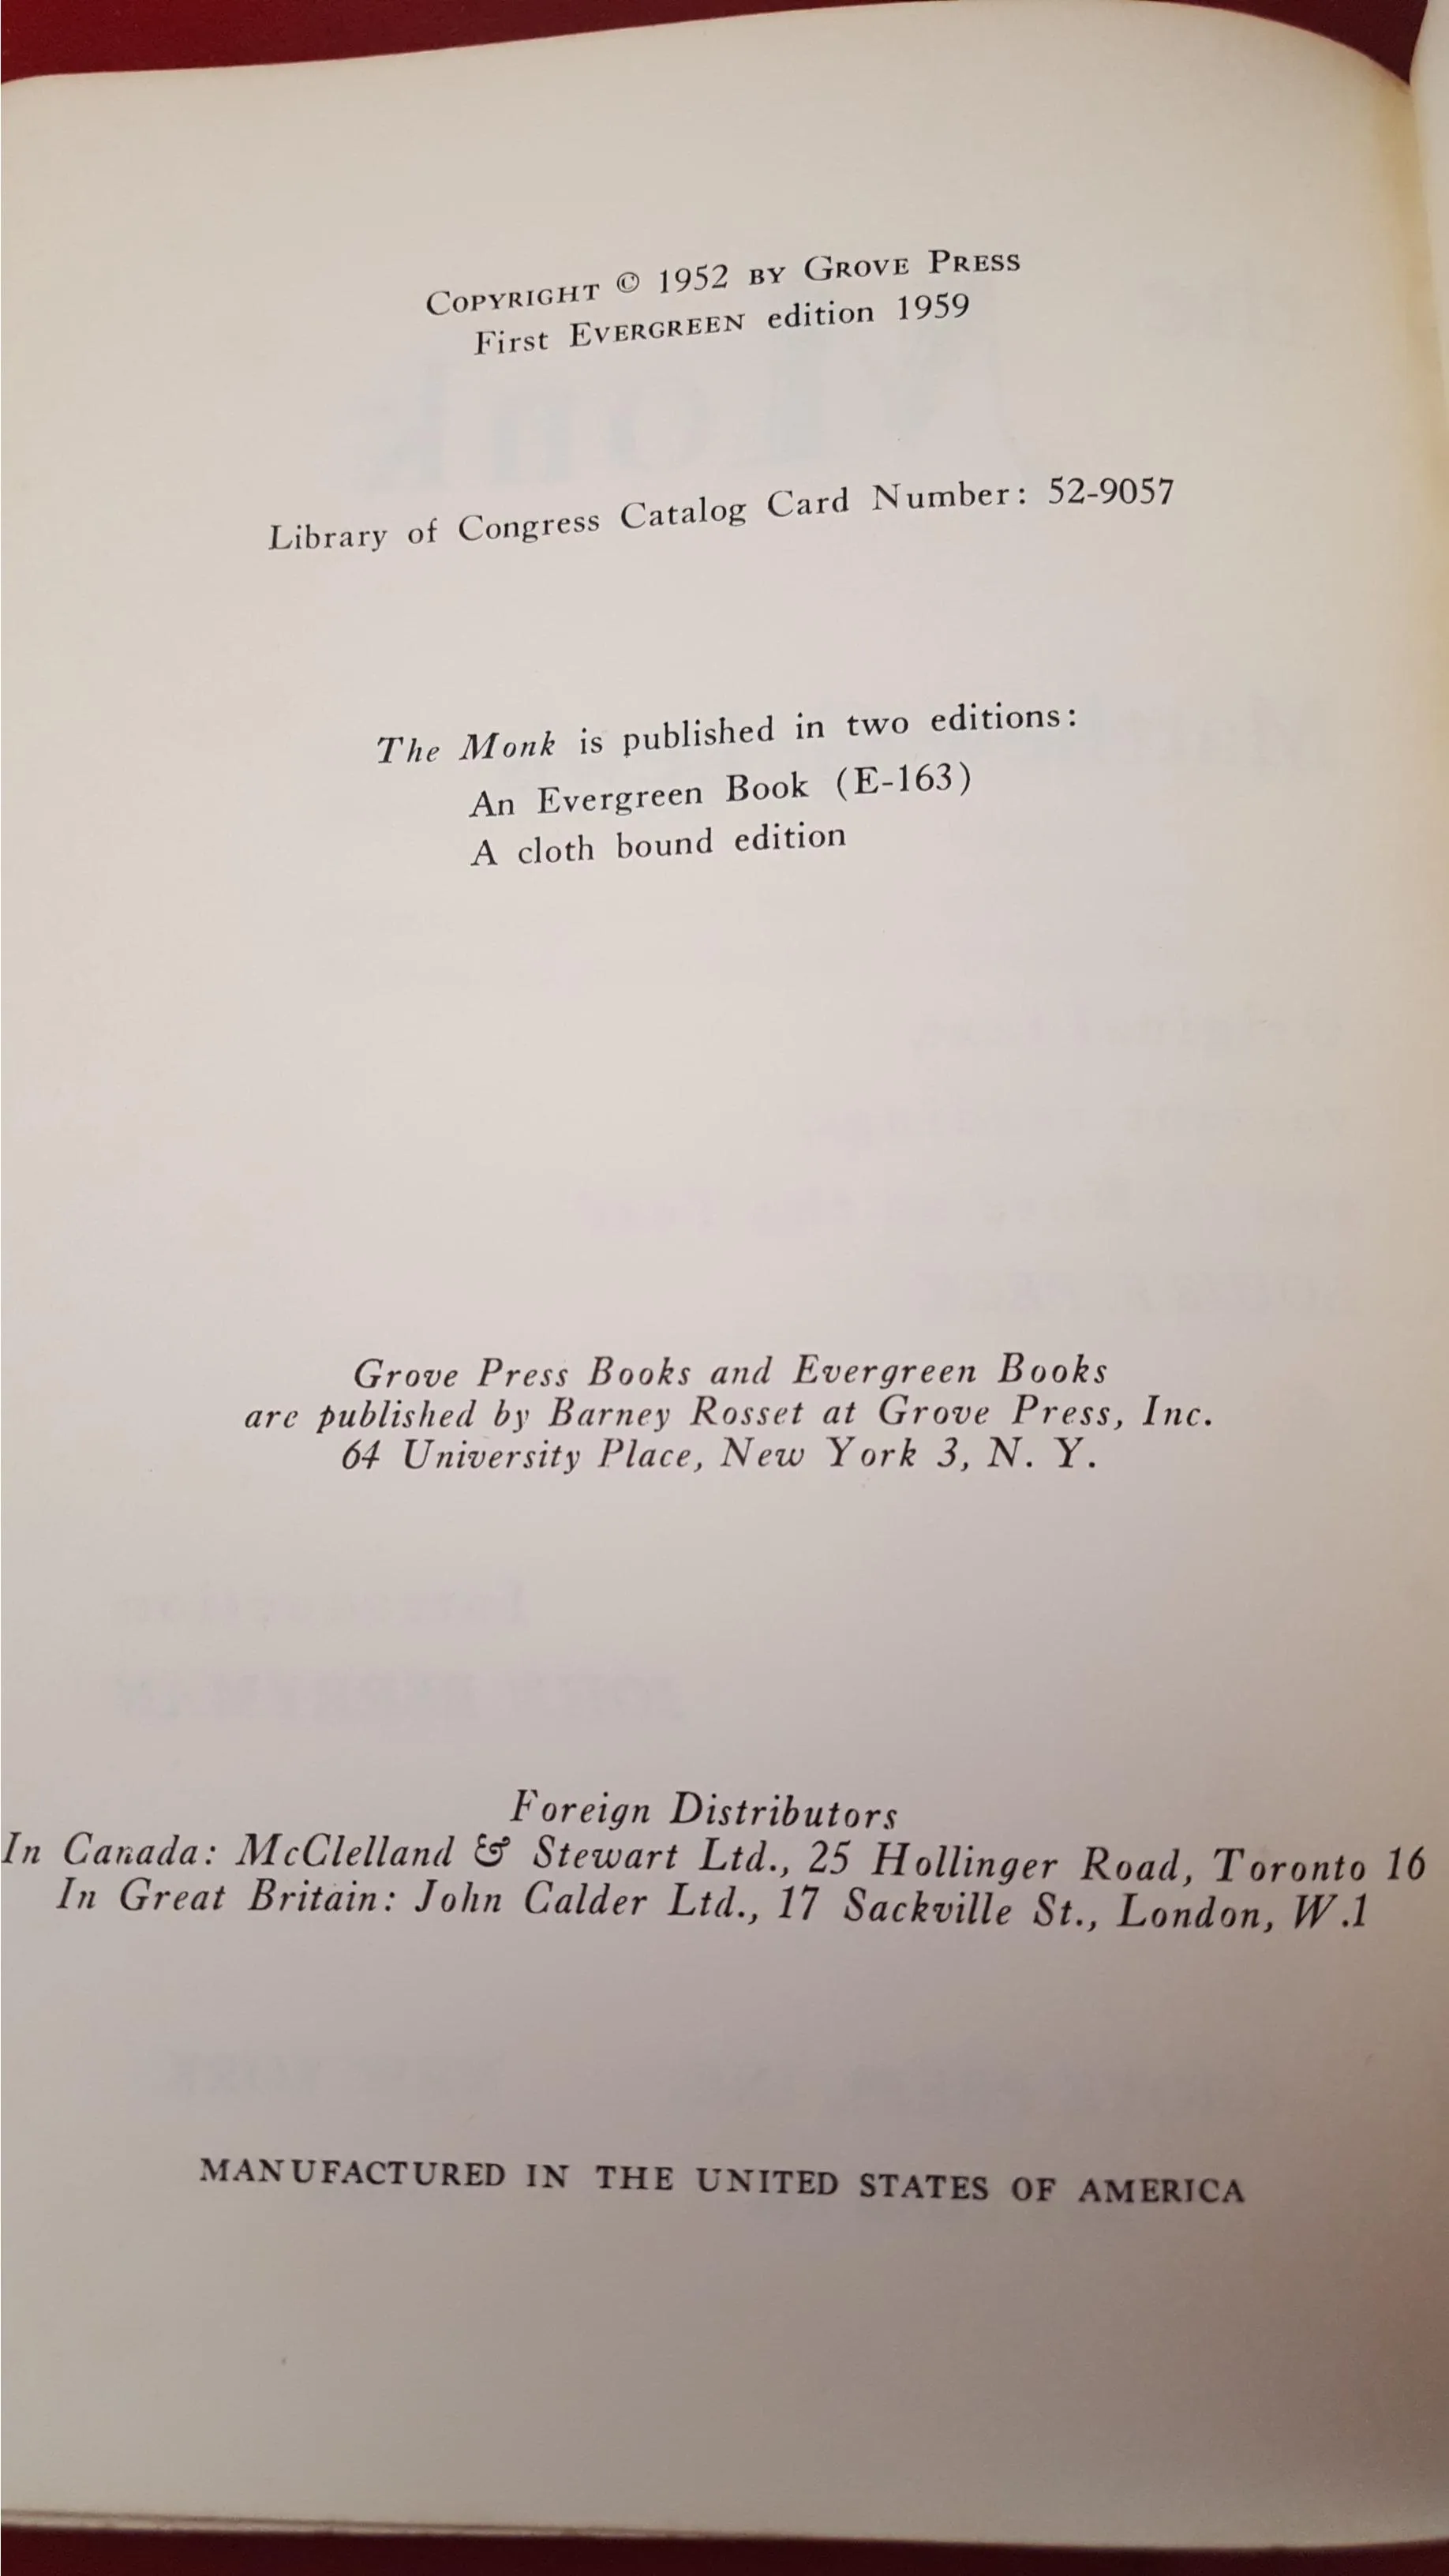 COPYRIGHT © 1952 BY GROVE PRESS
First EVERGREEN edition 1959
Library of Congress Catalog Card Number: 52-9057
The Monk is published in two editions:
An Evergreen Book (E-163)
A cloth bound edition
Grove Press Books and Evergreen Books
are published by Barney Rosset at Grove Press, Inc.
64 University Place, New York 3, N. Y.
Foreign Distributors
In Canada: McClelland & Stewart Ltd., 25 Hollinger Road, Toronto 16
In Great Britain: John Calder Ltd., 17 Sackville St., London, W.1
MANUFACTURED IN THE UNITED STATES OF AMERICA